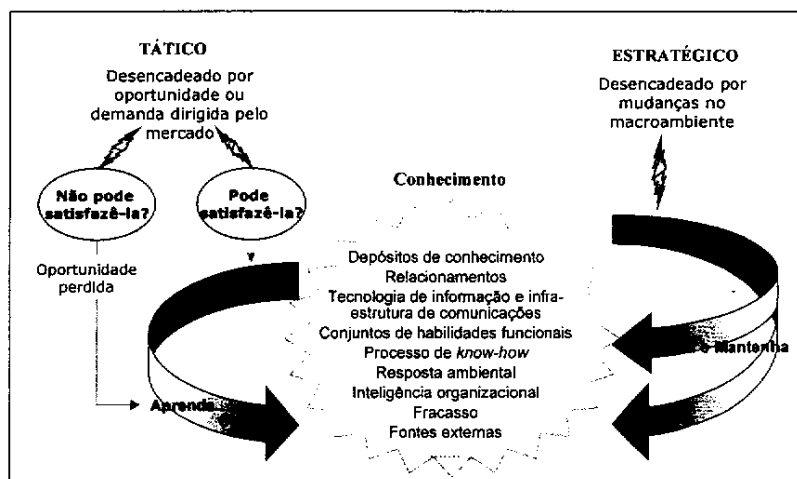 TÁTICO
Desencadeado por
oportunidade ou
demanda dirigida pelo
mercado
Não pode
satisfazê-la?
Pode
satisfazê-la?
Oportunidade
perdida
Aprenda
Conhecimento
Depósitos de conhecimento
Relacionamentos
Tecnologia de informação e infra-
estrutura de comunicações
Conjuntos de habilidades funcionais
Processo de know-how
Resposta ambiental
Inteligência organizacional
Fracasso
Fontes externas
ESTRATÉGICO
Desencadeado por
mudanças no
macroambiente
Mantenha